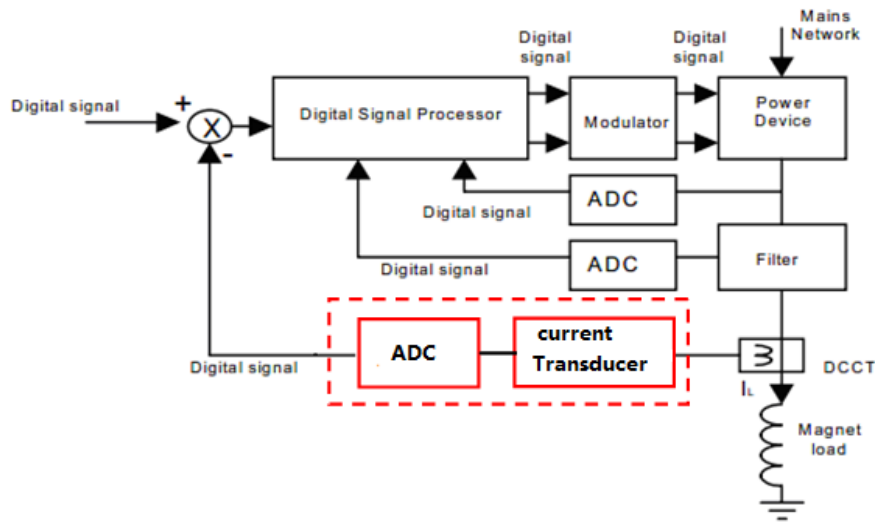 Mains
Network
Digital
signal
Digital
signal
Digital signal
+
X
-
Digital Signal Processor
Modulator
Power
Device
ADC
Digital signal
ADC
Digital signal
Filter
ADC
current
Transducer
Digital signal
DCCT
IL
Magnet
load